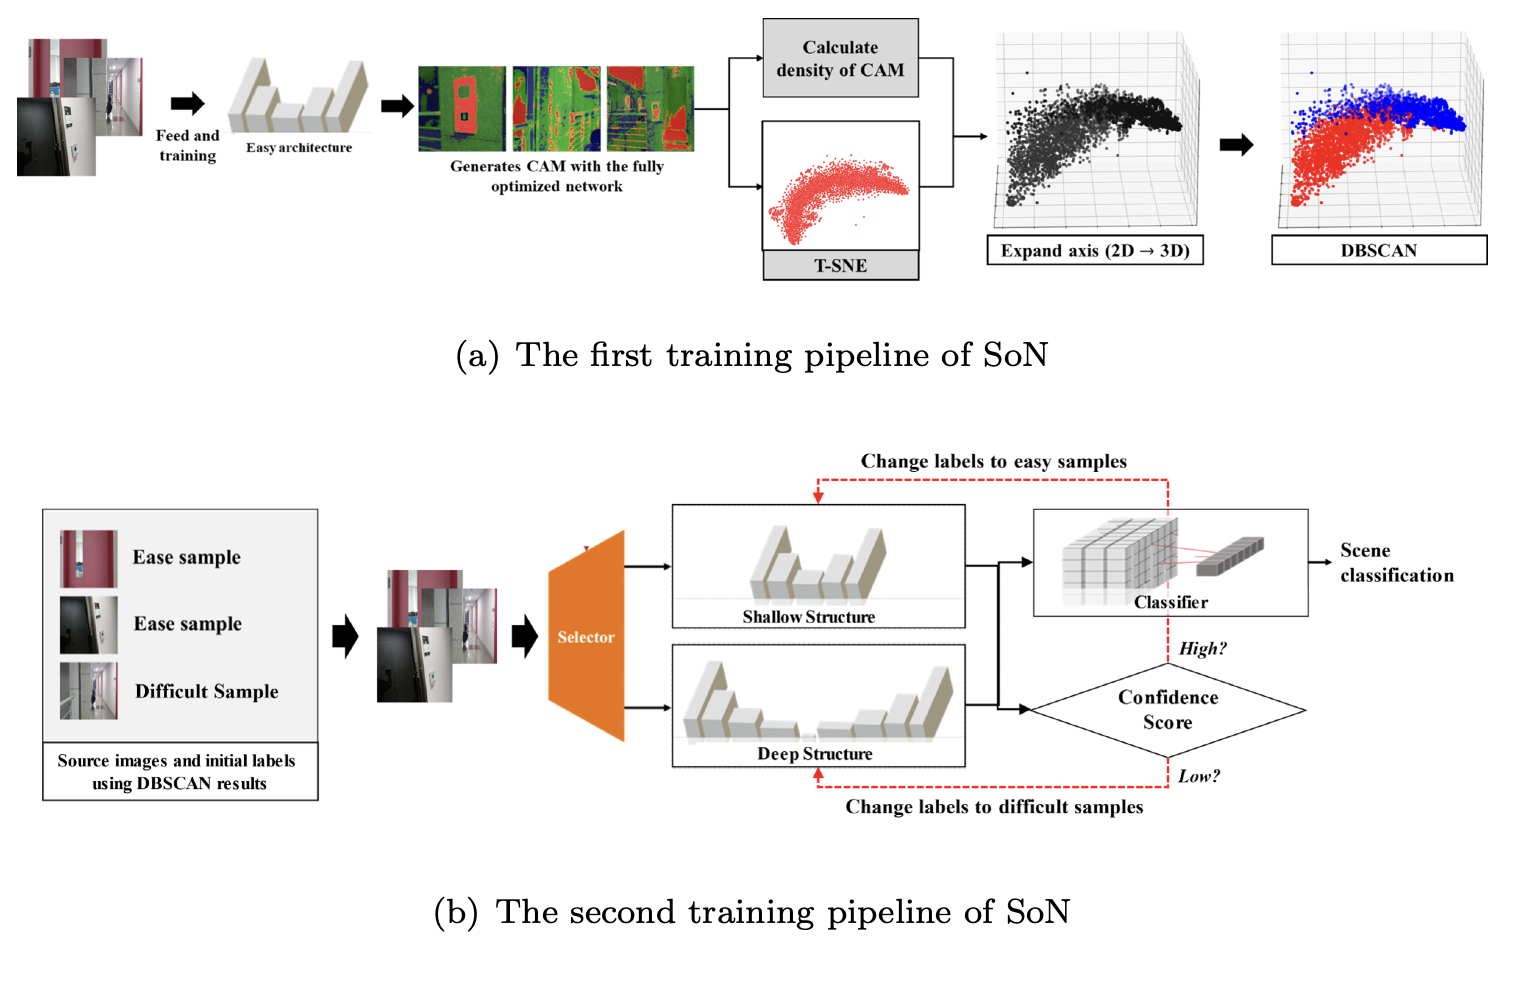 Feed and
training
Easy architecture
Generates CAM with the fully
optimized network
Calculate
density of CAM
T-SNE
Expand axis (2D → 3D)
DBSCAN
(a) The first training pipeline of SoN
Ease sample
Ease sample
Difficult Sample
Source images and initial labels
using DBSCAN results
Selector
Change labels to easy samples
Shallow Structure
Deep Structure
Change labels to difficult samples
Classifier
High?
Confidence
Score
Low?
Scene
classification
(b) The second training pipeline of SoN